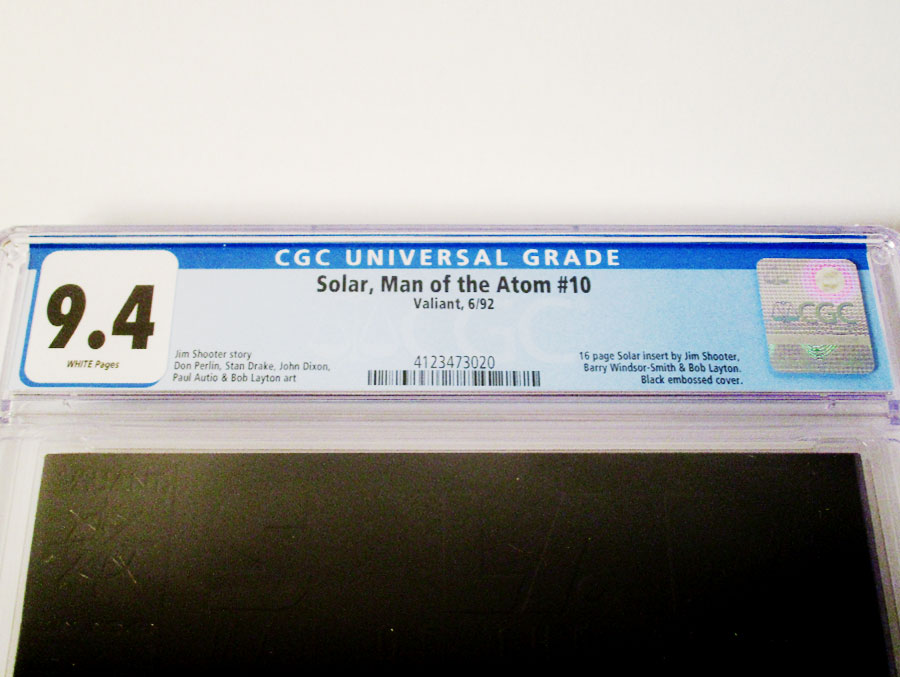 CGC UNIVERSAL GRADE
9.4
WHITE Pages
Solar, Man of the Atom #10
Valiant, 6/92
Jim Shooter story
Don Perlin, Stan Drake, John Dixon,
Paul Autio & Bob Layton art
4123473020
16 page Solar insert by Jim Shooter,
Barry Windsor-Smith & Bob Layton.
Black embossed cover.
CGC
CGC